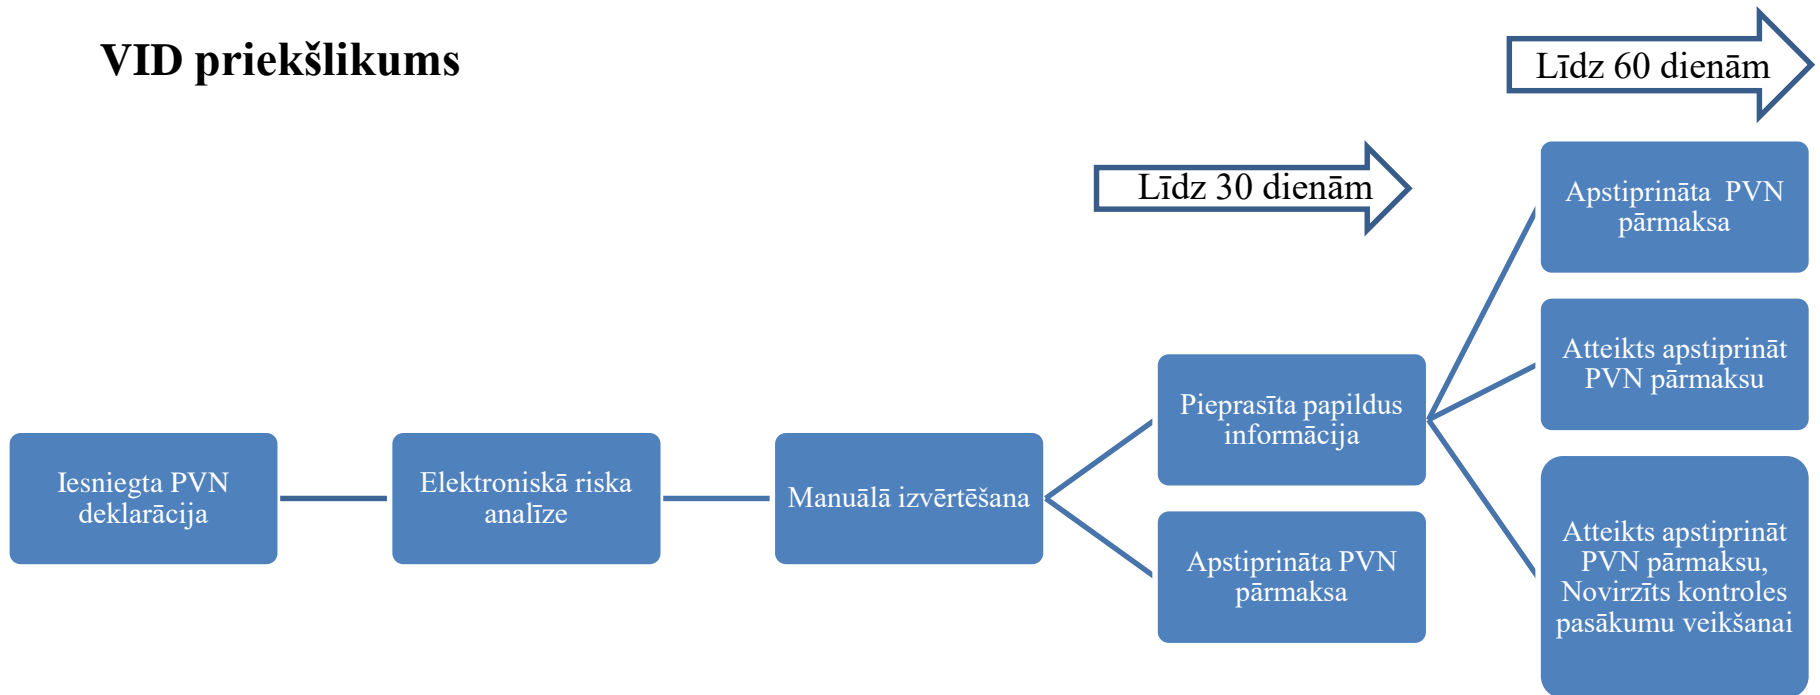 VID priekšlikums
Līdz 60 dienām
Līdz 30 dienām
Iesniegta PVN
deklarācija
Elektroniskā riska
analīze
Manuālā izvērtēšana
Pieprasīta papildus
informācija
Apstiprināta PVN
pārmaksa
Apstiprināta  PVN
pārmaksa
Atteikts apstiprināt
PVN pārmaksu
Atteikts apstiprināt
PVN pārmaksu,
Novirzīts kontroles
pasākumu veikšanai